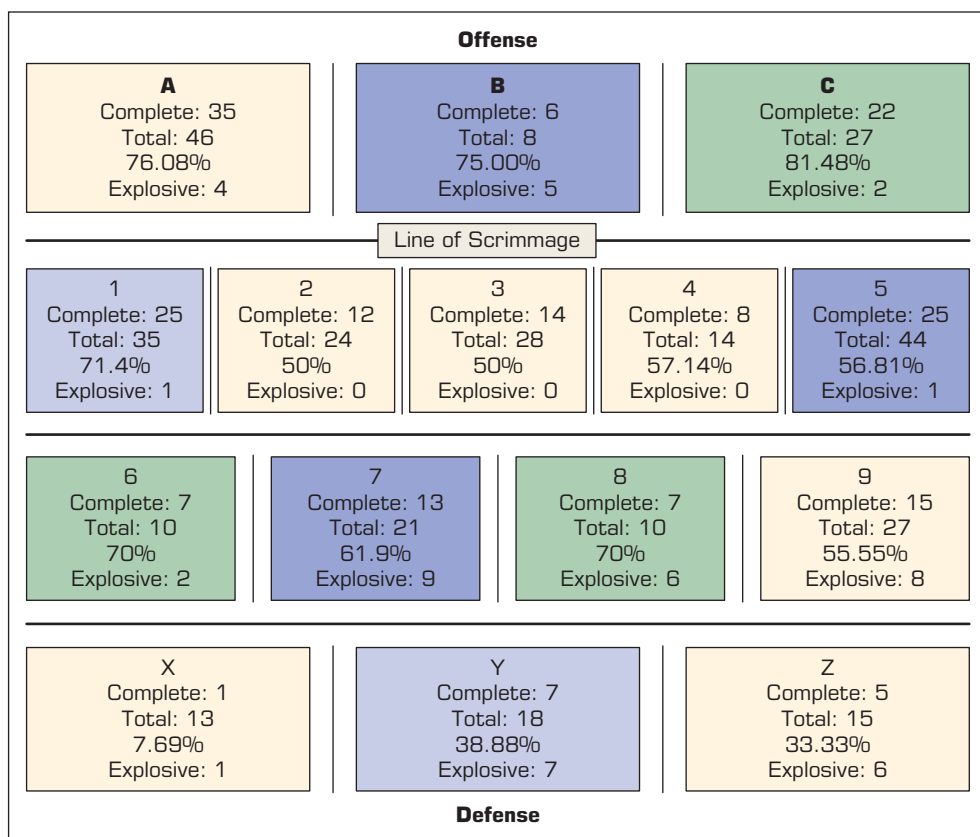 Offense
A
Complete: 35
Total: 46
76.08%
Explosive: 4
B
Complete: 6
Total: 8
75.00%
Explosive: 5
C
Complete: 22
Total: 27
81.48%
Explosive: 2
Line of Scrimmage
1
Complete: 25
Total: 35
71.4%
Explosive: 1
2
Complete: 12
Total: 24
50%
Explosive: 0
3
Complete: 14
Total: 28
50%
Explosive: 0
4
Complete: 8
Total: 14
57.14%
Explosive: 0
5
Complete: 25
Total: 44
56.81%
Explosive: 1
6
Complete: 7
Total: 10
70%
Explosive: 2
7
Complete: 13
Total: 21
61.9%
Explosive: 9
8
Complete: 7
Total: 10
70%
Explosive: 6
9
Complete: 15
Total: 27
55.55%
Explosive: 8
X
Complete: 1
Total: 13
7.69%
Explosive: 1
Y
Complete: 7
Total: 18
38.88%
Explosive: 7
Z
Complete: 5
Total: 15
33.33%
Explosive: 6
Defense